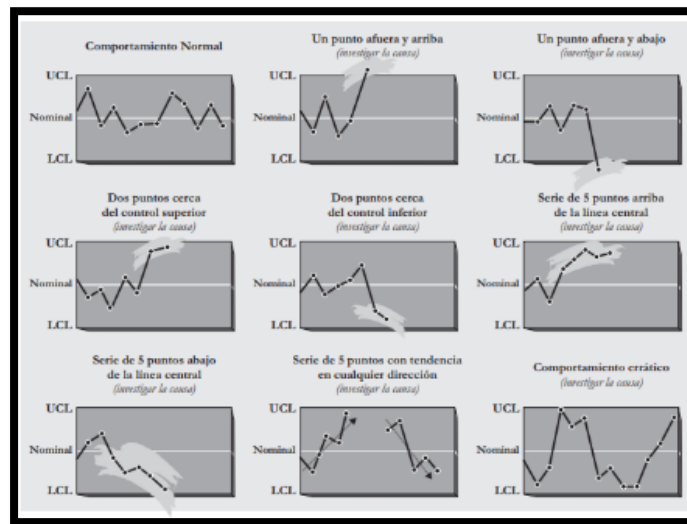 Comportamiento Normal
UCL
Nominal
LCL
Un punto afuera y arriba
(investigar la causa)
UCL
Nominal
LCL
Un punto afuera y abajo
(investigar la causa)
UCL
Nominal
LCL
Dos puntos cerca
del control superior
(investigar la causa)
UCL
Nominal
LCL
Dos puntos cerca
del control inferior
(investigar la causa)
UCL
Nominal
LCL
Serie de 5 puntos arriba
de la línea central
(investigar la causa)
UCL
Nominal
LCL
Serie de 5 puntos abajo
de la línea central
(investigar la causa)
UCL
Nominal
LCL
Serie de 5 puntos con tendencia
en cualquier dirección
(investigar la causa)
UCL
Nominal
LCL
Comportamiento errático
(investigar la causa)
UCL
Nominal
LCL